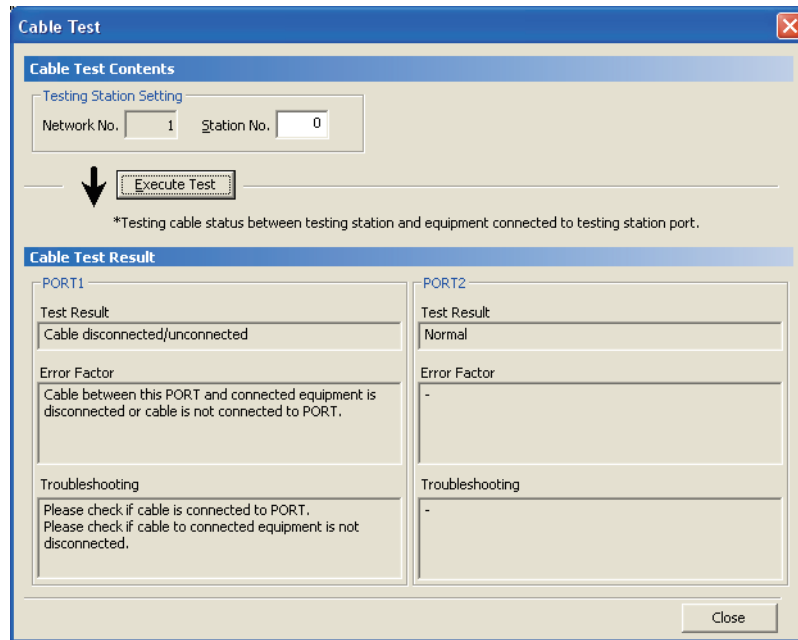 Cable Test
Cable Test Contents
Testing Station Setting
Network No. 1 Station No. 0
Execute Test
*Testing cable status between testing station and equipment connected to testing station port.
Cable Test Result
PORT1
Test Result
Cable disconnected/unconnected
Error Factor
Cable between this PORT and connected equipment is
disconnected or cable is not connected to PORT.
Troubleshooting
Please check if cable is connected to PORT.
Please check if cable to connected equipment is not
disconnected.
PORT2
Test Result
Normal
Error Factor
-
Troubleshooting
-
Close